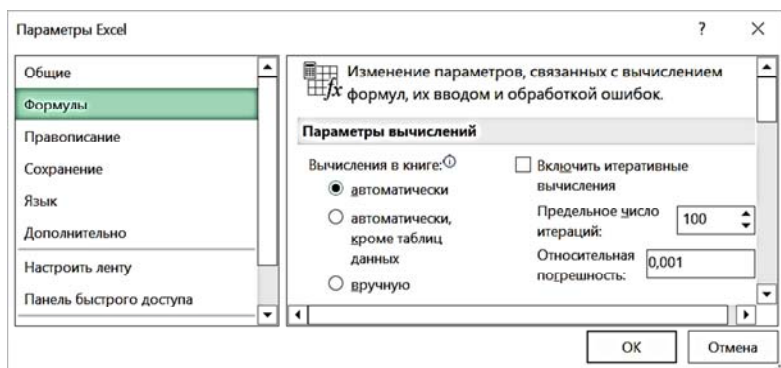 Параметры Excel
?
Общие
Формулы
Правописание
Сохранение
Язык
Дополнительно
Настроить ленту
Панель быстрого доступа
Изменение параметров, связанных с вычислением
формул, их вводом и обработкой ошибок.
Параметры вычислений
Вычисления в книге:
автоматически
автоматически,
кроме таблиц
данных
вручную
Включить итеративные
вычисления
Предельное число
итераций:
100
Относительная
погрешность:
0,001
ОК
Отмена